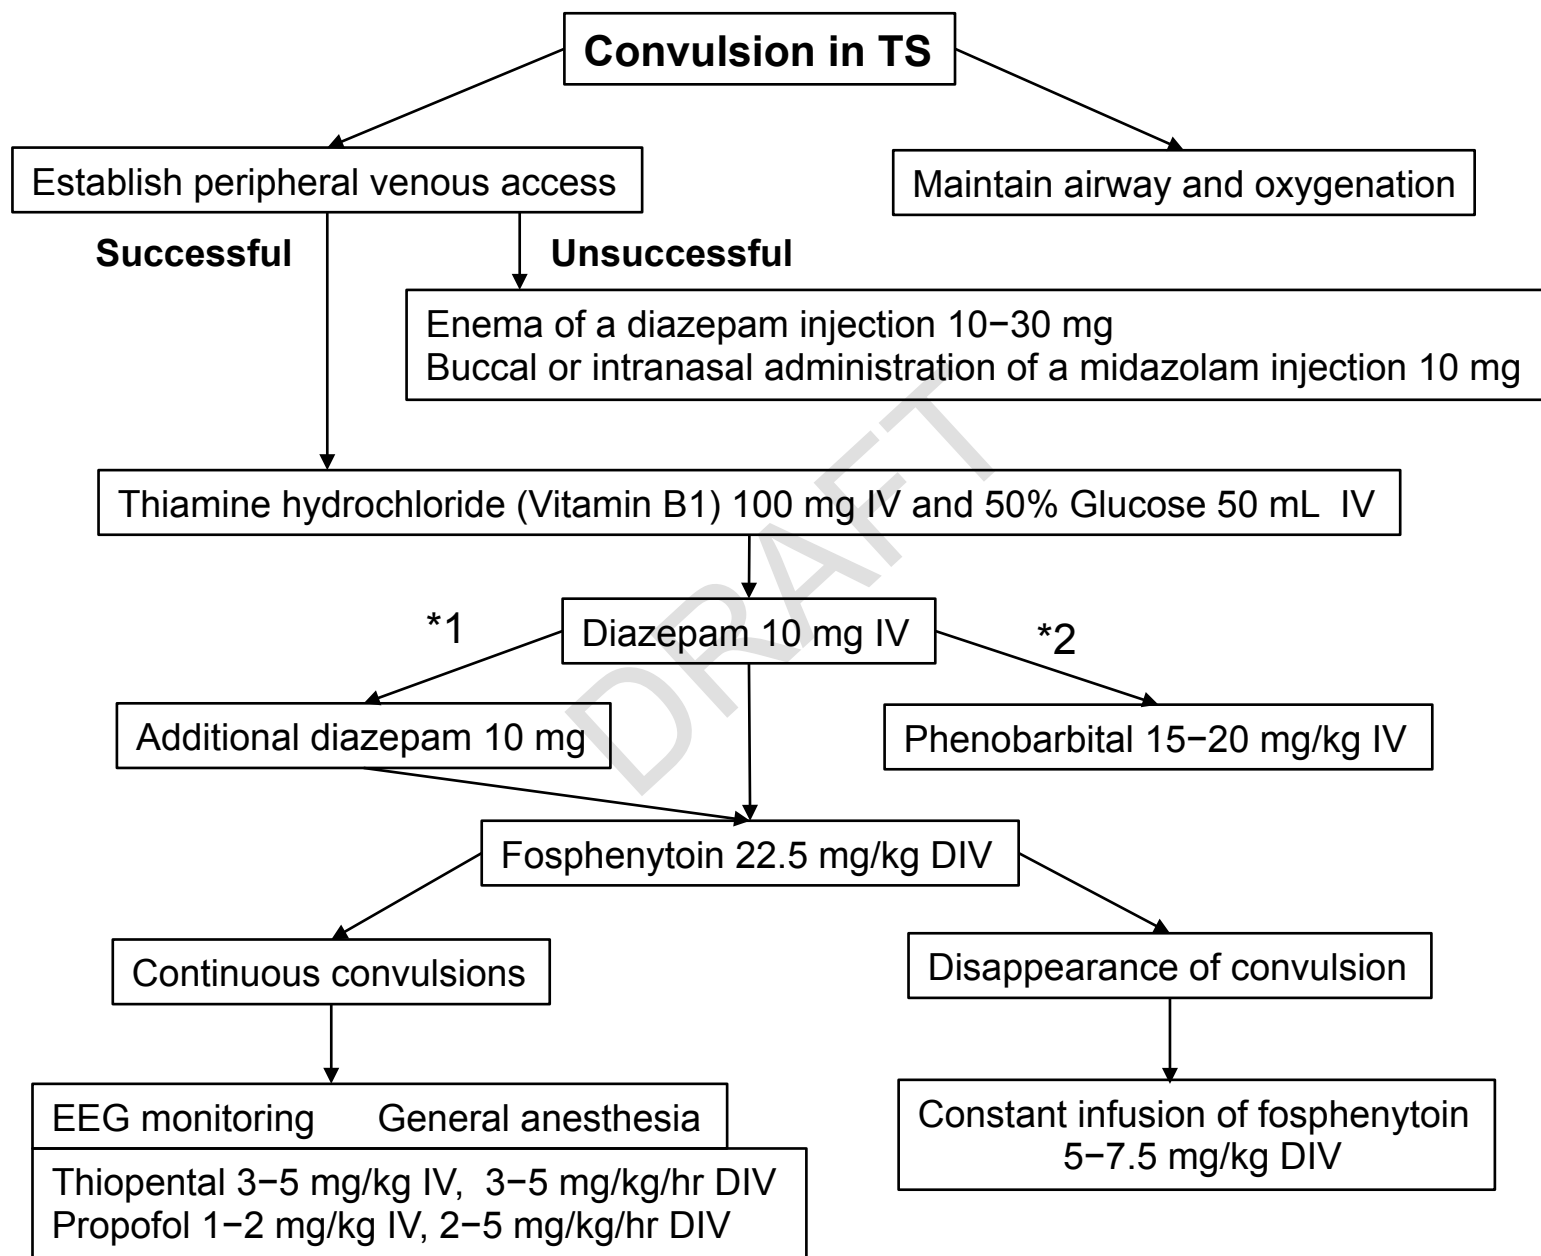 Convulsion in TS
Establish peripheral venous access
Maintain airway and oxygenation
Successful
Unsuccessful
Enema of a diazepam injection 10−30 mg
Buccal or intranasal administration of a midazolam injection 10 mg
Thiamine hydrochloride (Vitamin B1) 100 mg IV and 50% Glucose 50 mL IV
*1
Diazepam 10 mg IV
*2
Additional diazepam 10 mg
Phenobarbital 15−20 mg/kg IV
Fosphenytoin 22.5 mg/kg DIV
Continuous convulsions
Disappearance of convulsion
EEG monitoring General anesthesia
Thiopental 3−5 mg/kg IV, 3−5 mg/kg/hr DIV
Propofol 1−2 mg/kg IV, 2−5 mg/kg/hr DIV
Constant infusion of fosphenytoin
5−7.5 mg/kg DIV
DRAFT